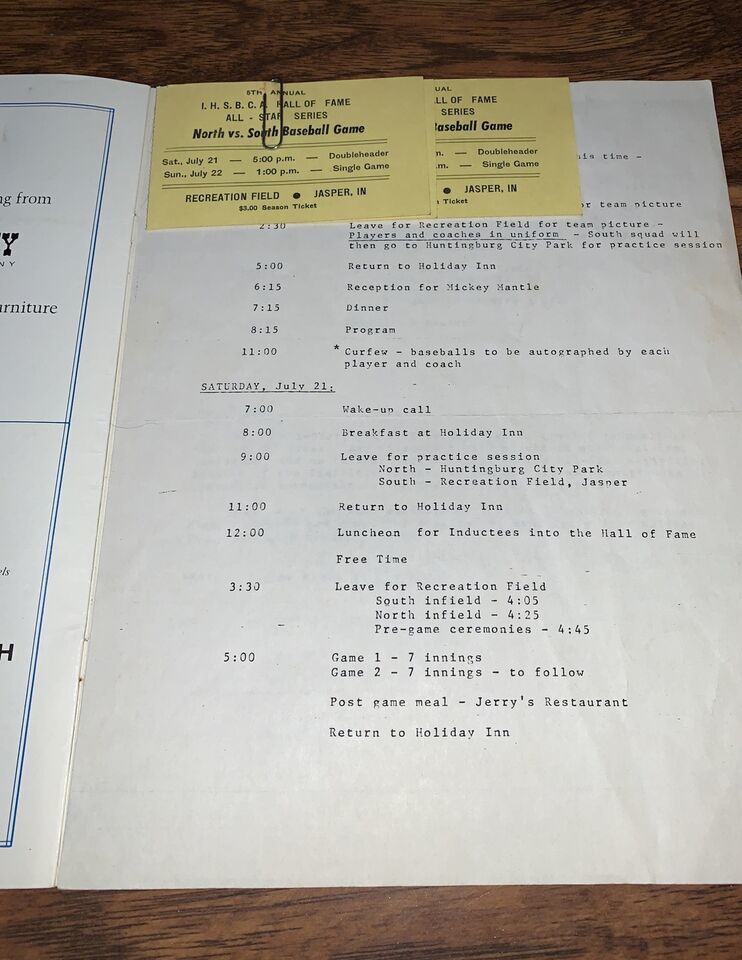 5TH ANNUAL
I. H. S. B. C. A. HALL OF FAME
ALL - STAR SERIES
North vs. South Baseball Game
Sat., July 21 — 5:00 p.m. — Doubleheader
Sun., July 22 — 1:00 p.m. — Single Game
RECREATION FIELD ● JASPER, IN
$3.00 Season Ticket
UAL
LL OF FAME
SERIES
Baseball Game
m. — Doubleheader
.m. — Single Game
● JASPER, IN
Ticket
ng from
Y
N Y
urniture
els
H
his time -
for team picture
2:30 Leave for Recreation Field for team picture -
Players and coaches in uniform - South squad will
then go to Huntingburg City Park for practice session
5:00 Return to Holiday Inn
6:15 Reception for Mickey Mantle
7:15 Dinner
8:15 Program
11:00 * Curfew - baseballs to be autographed by each
player and coach
SATURDAY, July 21:
7:00 Wake-up call
8:00 Breakfast at Holiday Inn
9:00 Leave for practice session
North - Huntingburg City Park
South - Recreation Field, Jasper
11:00 Return to Holiday Inn
12:00 Luncheon for Inductees into the Hall of Fame
Free Time
3:30 Leave for Recreation Field
South infield - 4:05
North infield - 4:25
Pre-game ceremonies - 4:45
5:00 Game 1 - 7 innings
Game 2 - 7 innings - to follow
Post game meal - Jerry's Restaurant
Return to Holiday Inn